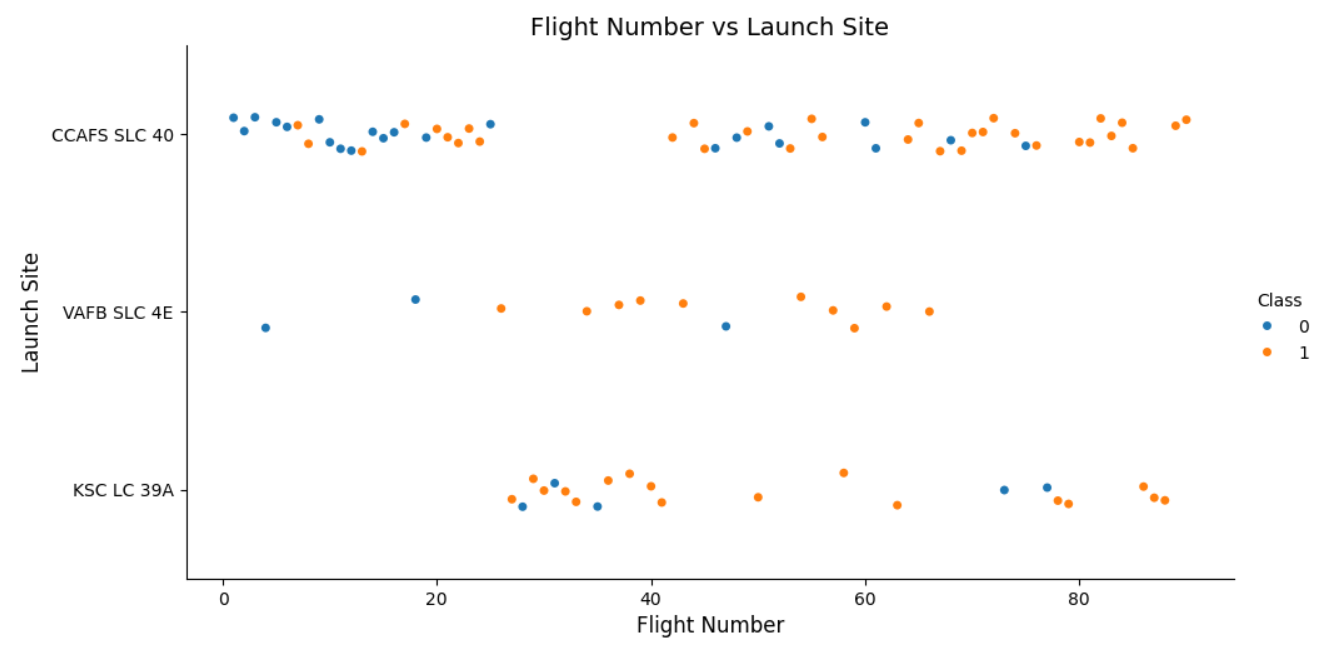 Flight Number vs Launch Site
CCAFS SLC 40
VAFB SLC 4E
KSC LC 39A
Launch Site
0 20 40 60 80
Flight Number
Class
0
1